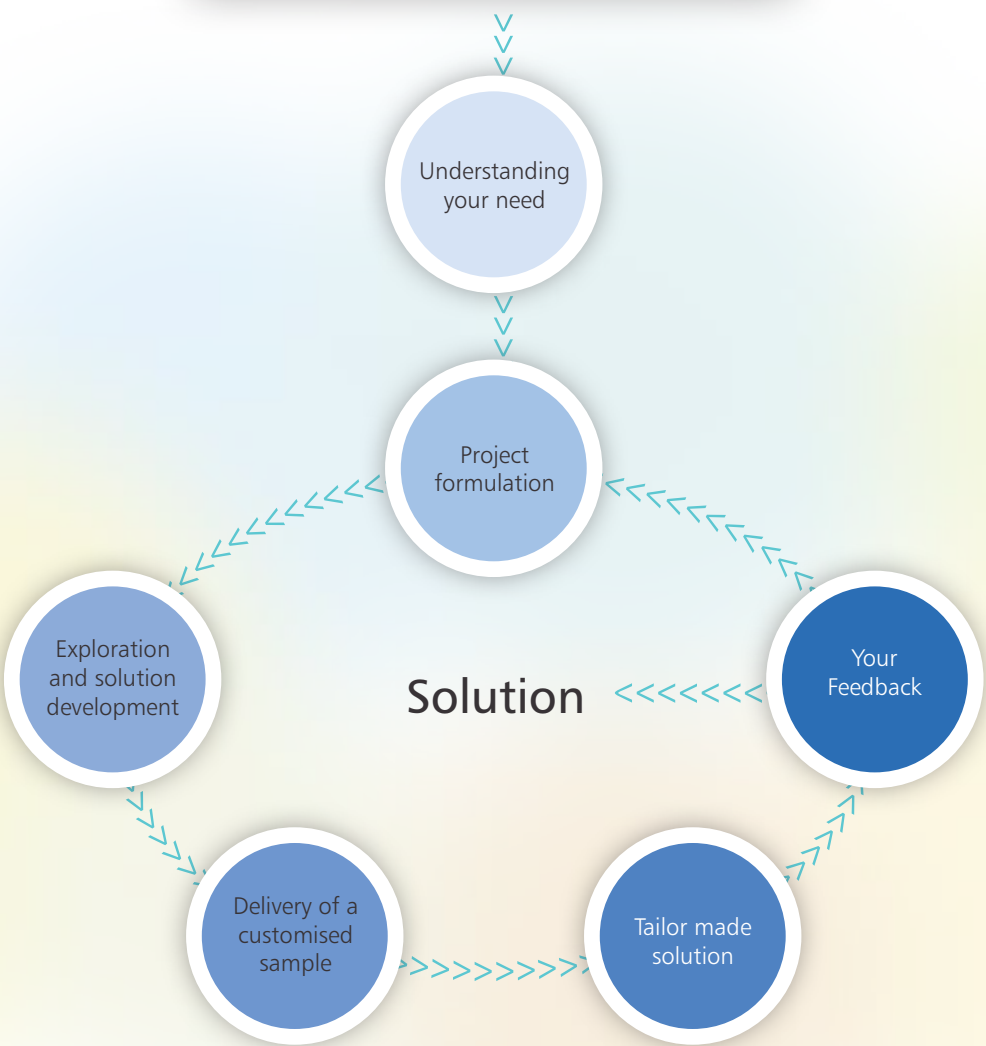 Understanding
your need
Project
formulation
Exploration
and solution
development
Solution
Your
Feedback
Delivery of a
customised
sample
Tailor made
solution